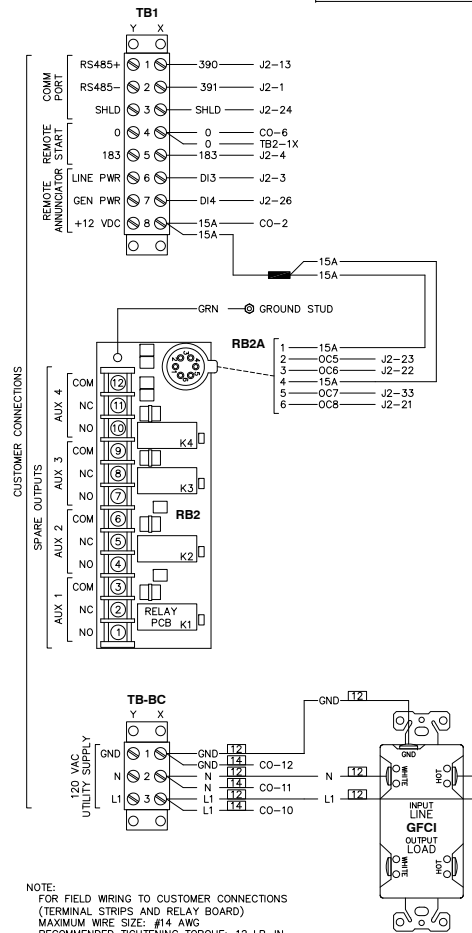 TB1
Y X
RS485+ 1 390 J2-13
RS485- 2 391 J2-1
SHLD 3 SHLD J2-24
0 4 0 CO-6
0 TB2-1X
183 5 183 J2-4
LINE PWR 6 DI3 J2-3
GEN PWR 7 DI4 J2-26
+12 VDC 8 15A CO-2
15A
COMM PORT
REMOTE START
REMOTE ANNUNCIATOR
15A
15A
GRN GROUND STUD
RB2A
1 15A
2 OC5 J2-23
3 OC6 J2-22
4 15A
5 OC7 J2-33
6 OC8 J2-21
CUSTOMER CONNECTIONS
SPARE OUTPUTS
AUX 4
COM 12
NC 11
NO 10
K4
AUX 3
COM 9
NC 8
NO 7
K3
RB2
AUX 2
COM 6
NC 5
NO 4
K2
AUX 1
COM 3
NC 2
NO 1
RELAY
PCB K1
TB-BC
Y X
120 VAC
UTILITY SUPPLY
GND 1 GND 12
GND 14 CO-12
N 2 N 12
N 14 CO-11
L1 3 L1 12
L1 14 CO-10
GND 12
N 12
L1 12
GND
WHITE HOT
INPUT
LINE
GFCI
OUTPUT
LOAD
WHITE HOT
NOTE:
FOR FIELD WIRING TO CUSTOMER CONNECTIONS
(TERMINAL STRIPS AND RELAY BOARD)
MAXIMUM WIRE SIZE: #14 AWG
RECOMMENDED TIGHTENING TORQUE: 12 LB-IN